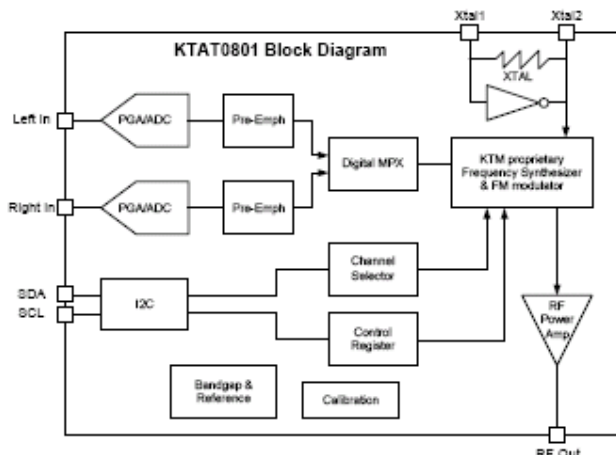 Xtal1
Xtal2
KTAT0801 Block Diagram
XTAL
Left In
PGA/ADC
Pre-Emph
Digital MPX
KTM proprietary
Frequency Synthesizer
& FM modulator
Right In
PGA/ADC
Pre-Emph
SDA
SCL
I2C
Channel
Selector
Control
Register
RF
Power
Amp
Bandgap &
Reference
Calibration
RF Out